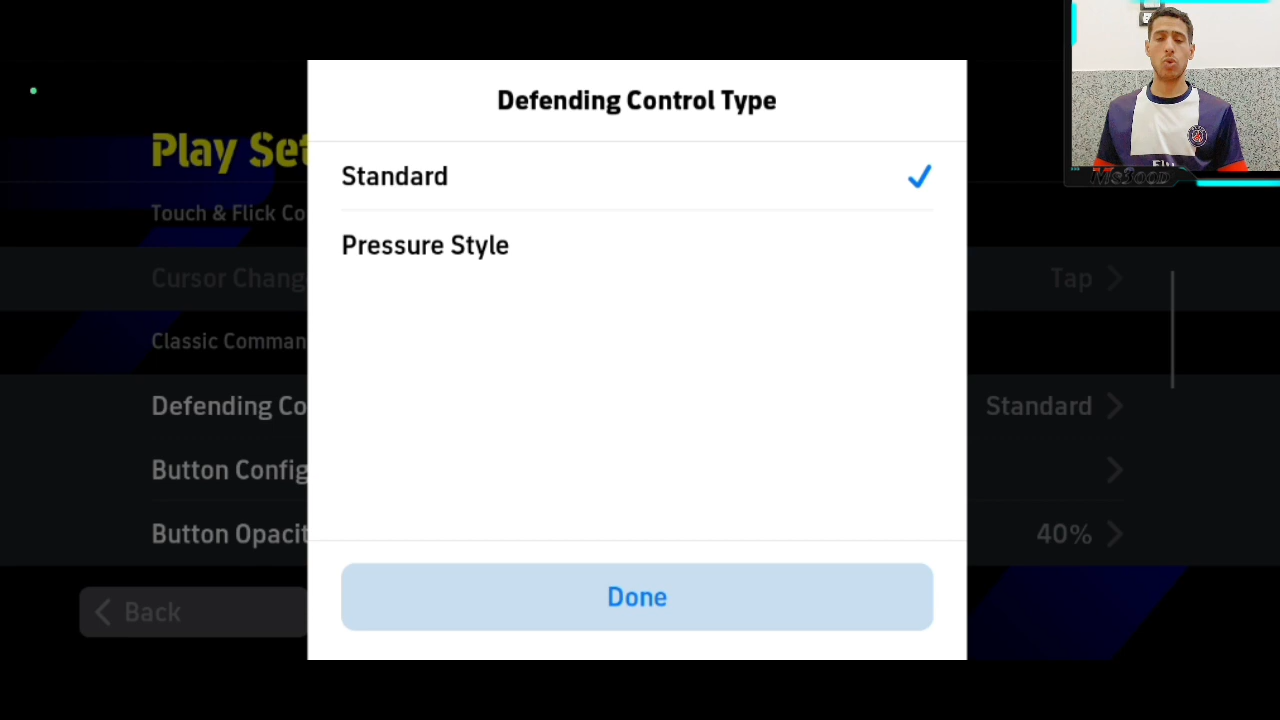 Defending Control Type
Standard
Pressure Style
Play Set
Touch & Flick Co
Cursor Chang
Tap
Classic Comman
Defending Co
Standard
Button Config
Button Opacit
40%
Back
Done